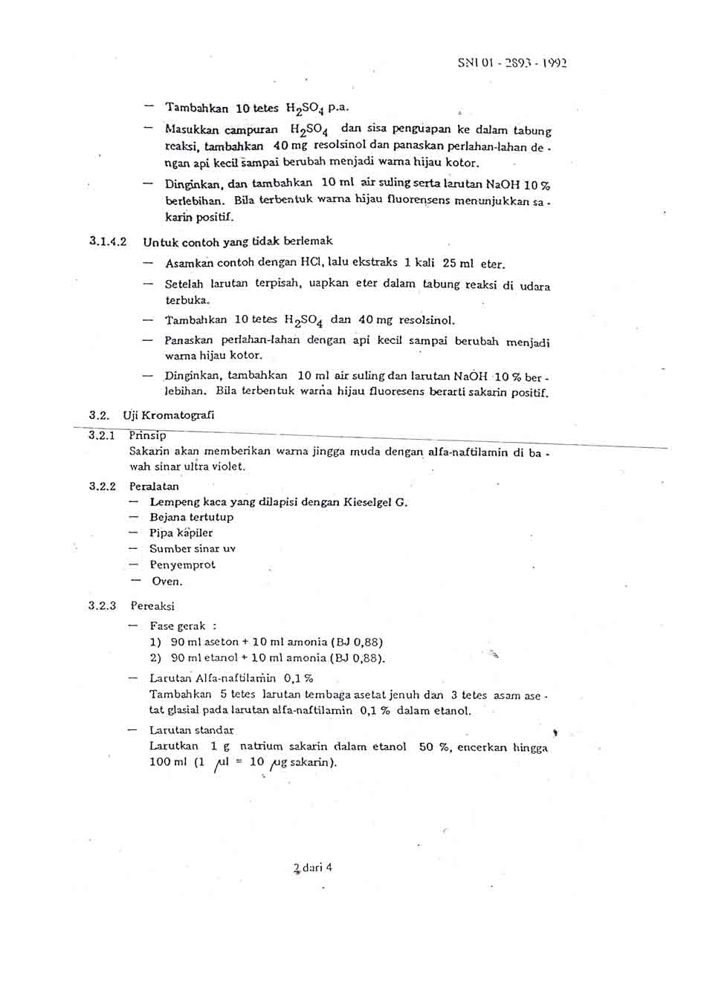 SNI 01 - 2893 - 1992
— Tambahkan 10 tetes H2SO4 p.a.
— Masukkan campuran H2SO4 dan sisa penguapan ke dalam tabung
reaksi, tambahkan 40 mg resolsinol dan panaskan perlahan-lahan de -
ngan api kecil sampai berubah menjadi warna hijau kotor.
— Dinginkan, dan tambahkan 10 ml air suling serta larutan NaOH 10 %
berlebihan. Bila terbentuk warna hijau fluorensens menunjukkan sa -
karin positif.
3.1.4.2 Untuk contoh yang tidak berlemak
— Asamkan contoh dengan HCl, lalu ekstraks 1 kali 25 ml eter.
— Setelah larutan terpisah, uapkan eter dalam tabung reaksi di udara
terbuka.
— Tambahkan 10 tetes H2SO4 dan 40 mg resolsinol.
— Panaskan perlahan-lahan dengan api kecil sampai berubah menjadi
warna hijau kotor.
— Dinginkan, tambahkan 10 ml air suling dan larutan NaOH 10 % ber -
lebihan. Bila terbentuk warna hijau fluoresens berarti sakarin positif.
3.2. Uji Kromatografi
3.2.1 Prinsip
Sakarin akan memberikan warna jingga muda dengan alfa-naftilamin di ba -
wah sinar ultra violet.
3.2.2 Peralatan
— Lempeng kaca yang dilapisi dengan Kieselgel G.
— Bejana tertutup
— Pipa kapiler
— Sumber sinar uv
— Penyemprot
— Oven.
3.2.3 Pereaksi
— Fase gerak :
1) 90 ml aseton + 10 ml amonia (BJ 0,88)
2) 90 ml etanol + 10 ml amonia (BJ 0,88).
— Larutan Alfa-naftilamin 0,1 %
Tambahkan 5 tetes larutan tembaga asetat jenuh dan 3 tetes asam ase -
tat glasial pada larutan alfa-naftilamin 0,1 % dalam etanol.
— Larutan standar
Larutkan 1 g natrium sakarin dalam etanol 50 %, encerkan hingga
100 ml (1 µl = 10 µg sakarin).
2 dari 4